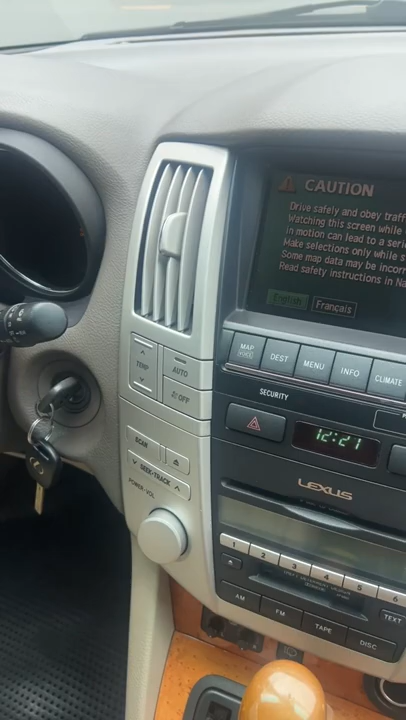 CAUTION
Drive safely and obey traff
Watching this screen while
in motion can lead to a seri
Make selections only while s
Some map data may be incorr
Read safety instructions in Na
English
Français
MAP
DEST
MENU
INFO
CLIMATE
TEMP
AUTO
OFF
SECURITY
12:21
SCAN
SEEK/TRACK
POWER·VOL
LEXUS
1 2 3 4 5 6
AM
FM
TAPE
DISC
TEXT